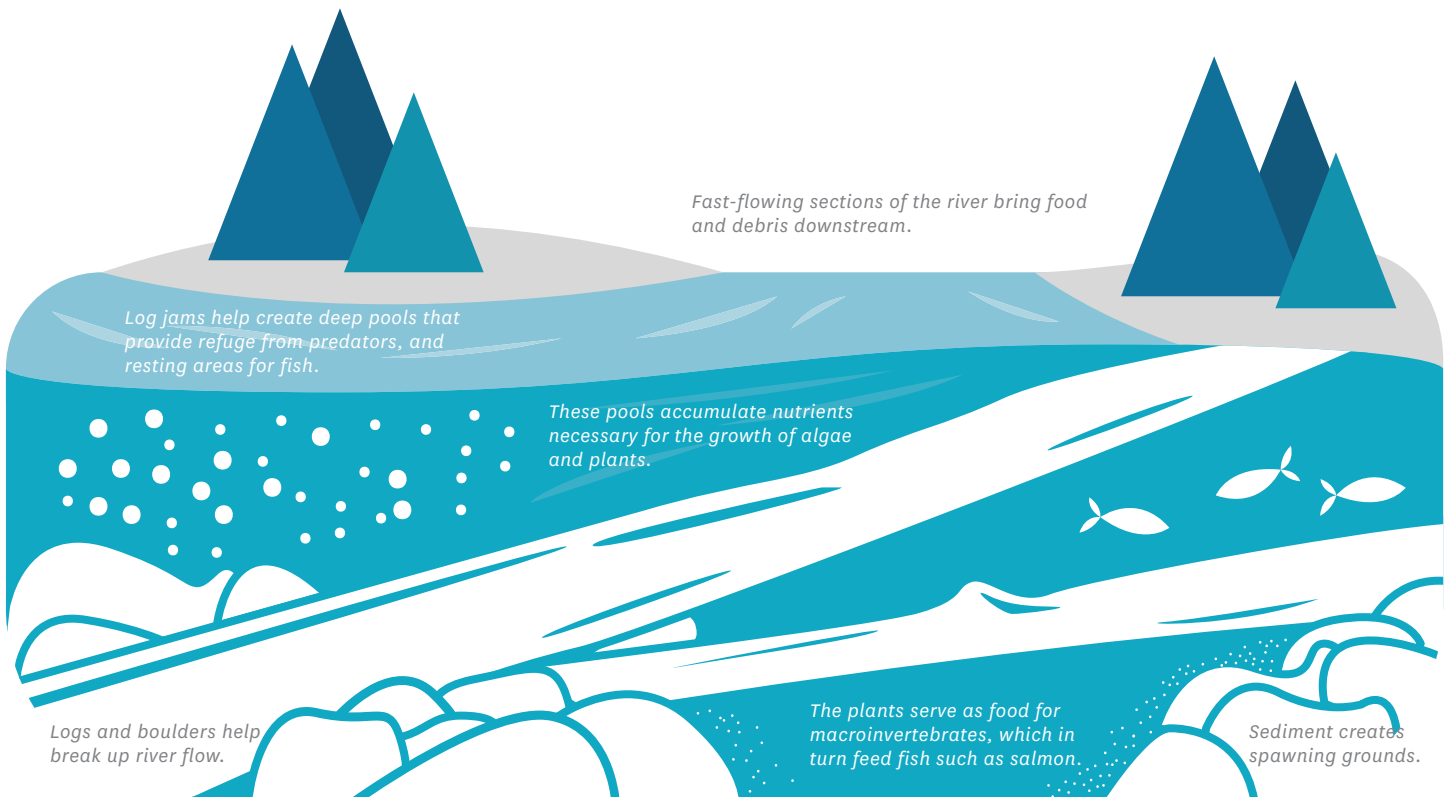 Fast-flowing sections of the river bring food
and debris downstream.
Log jams help create deep pools that
provide refuge from predators, and
resting areas for fish.
These pools accumulate nutrients
necessary for the growth of algae
and plants.
Logs and boulders help
break up river flow.
The plants serve as food for
macroinvertebrates, which in
turn feed fish such as salmon.
Sediment creates
spawning grounds.